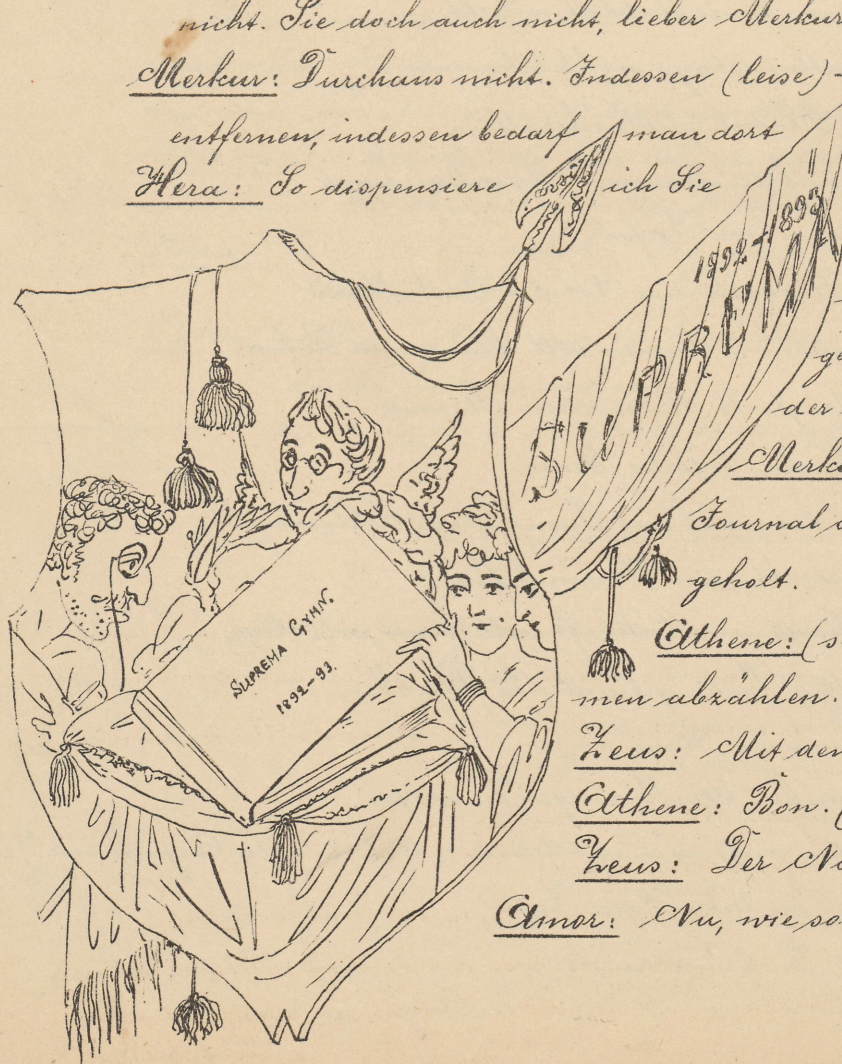 nicht. Sie doch auch nicht, lieber Merkur
Merkur: Durchaus nicht. Indessen (leise) -
entfernen, indessen bedarf man dort
Hera: So dispensiere ich Sie
1892-1893
SUPREMA
der
Merku
Journal
geholt.
Athene: (s
men abzählen.
Zeus: Mit den
Athene: Bon. (
Zeus: Der No
Amor: Nu, wie so
SUPREMA GYMN.
1892-93.